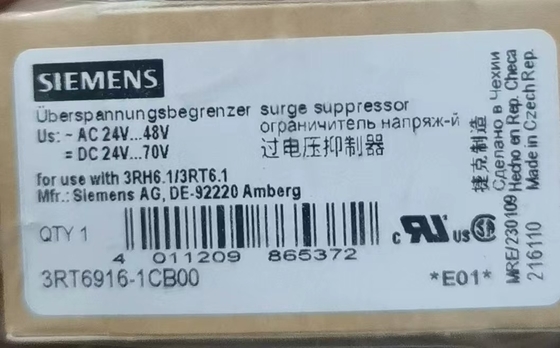 SIEMENS
Überspannungsbegrenzer surge suppressor
Us: ~ AC 24V...48V
= DC 24V...70V
ограничитель напряж-й
过电压抑制器
for use with 3RH6.1/3RT6.1
Mfr.: Siemens AG, DE-92220 Amberg
QTY 1
4 011209 865372
3RT6916-1CB00
c RU US
*E01*
捷克制造
Сделано в Чехии
Hecho en Rep. Checa
Made in Czech Rep.
MRE/230109
216110